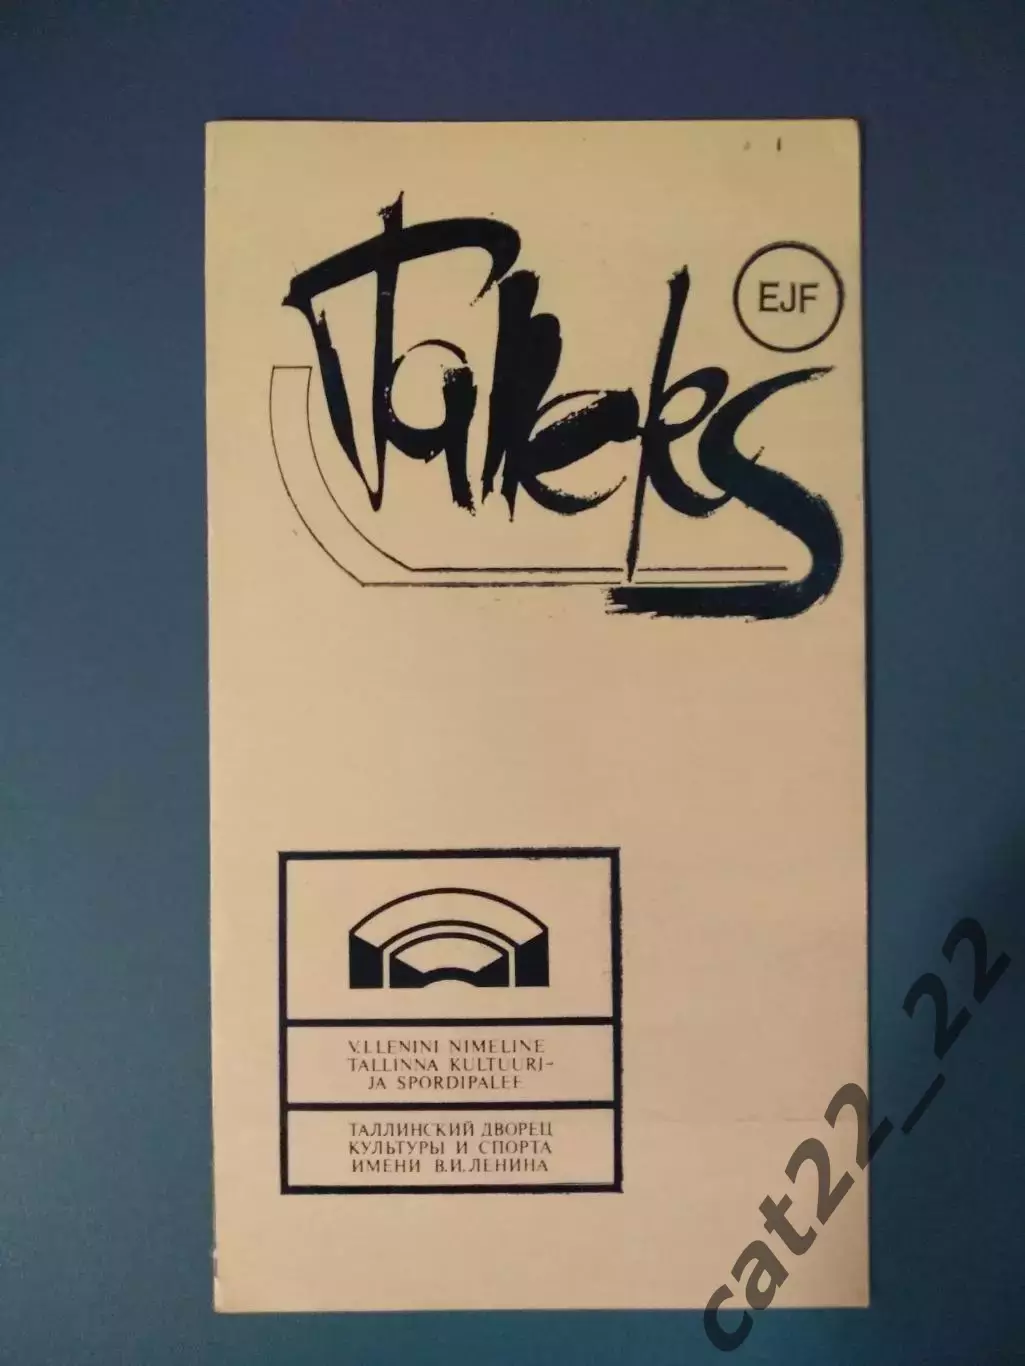 Talleks
EJF
V.I.LENINI NIMELINE
TALLINNA KULTUURI-
JA SPORDIPALEE
ТАЛЛИНСКИЙ ДВОРЕЦ
КУЛЬТУРЫ И СПОРТА
ИМЕНИ В.И.ЛЕНИНА
cat22_22